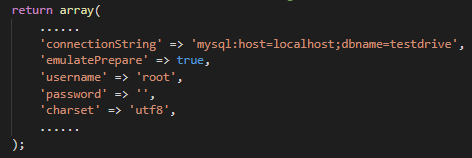 return array(
......
'connectionString' => 'mysql:host=localhost;dbname=testdrive',
'emulatePrepare' => true,
'username' => 'root',
'password' => '',
'charset' => 'utf8',
......
);